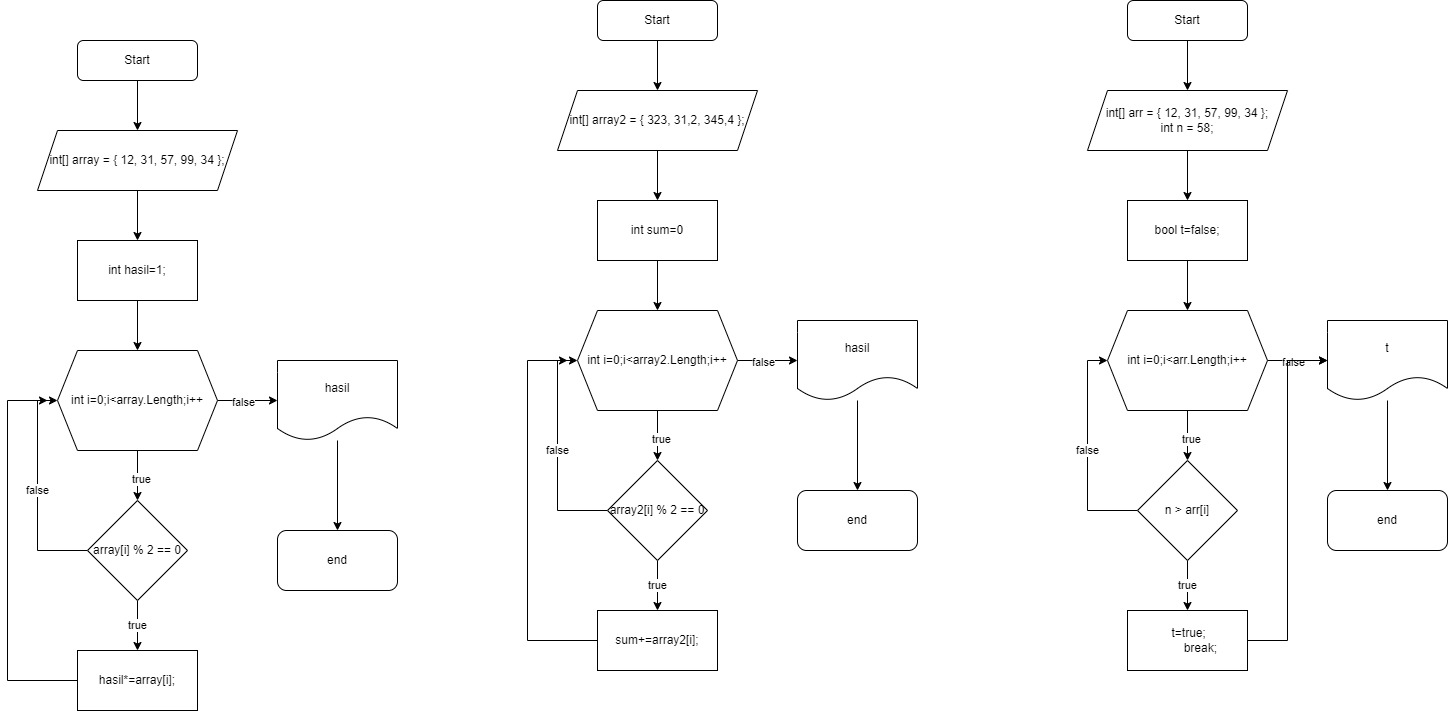 Start
int[] array = { 12, 31, 57, 99, 34 };
int hasil=1;
int i=0;i<array.Length;i++
false
hasil
true
false
array[i] % 2 == 0
end
true
hasil*=array[i];
Start
int[] array2 = { 323, 31,2, 345,4 };
int sum=0
int i=0;i<array2.Length;i++
false
hasil
true
false
array2[i] % 2 == 0
end
true
sum+=array2[i];
Start
int[] arr = { 12, 31, 57, 99, 34 };
int n = 58;
bool t=false;
int i=0;i<arr.Length;i++
false
t
true
false
n > arr[i]
end
true
t=true;
break;